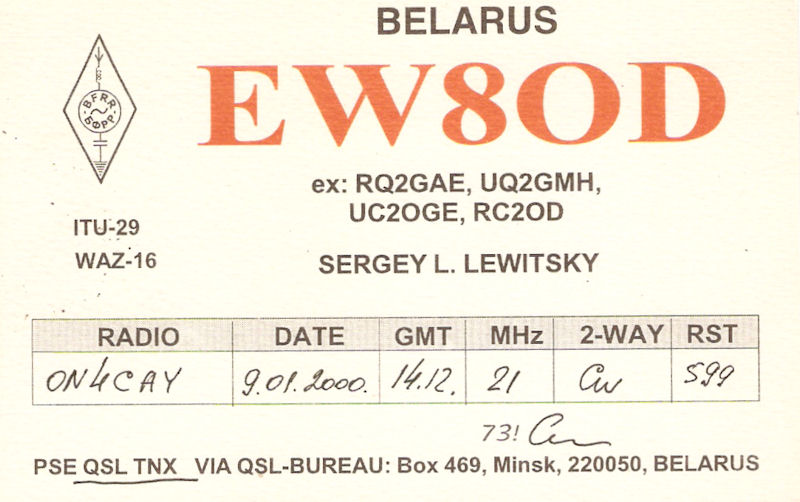 BELARUS
EW8OD
BFRR
БФРР
ex: RQ2GAE, UQ2GMH,
UC2OGE, RC2OD
ITU-29
WAZ-16
SERGEY L. LEWITSKY
RADIO DATE GMT MHz 2-WAY RST
ON4CAY 9.01.2000. 14.12. 21 CW 599
73!
PSE QSL TNX VIA QSL-BUREAU: Box 469, Minsk, 220050, BELARUS